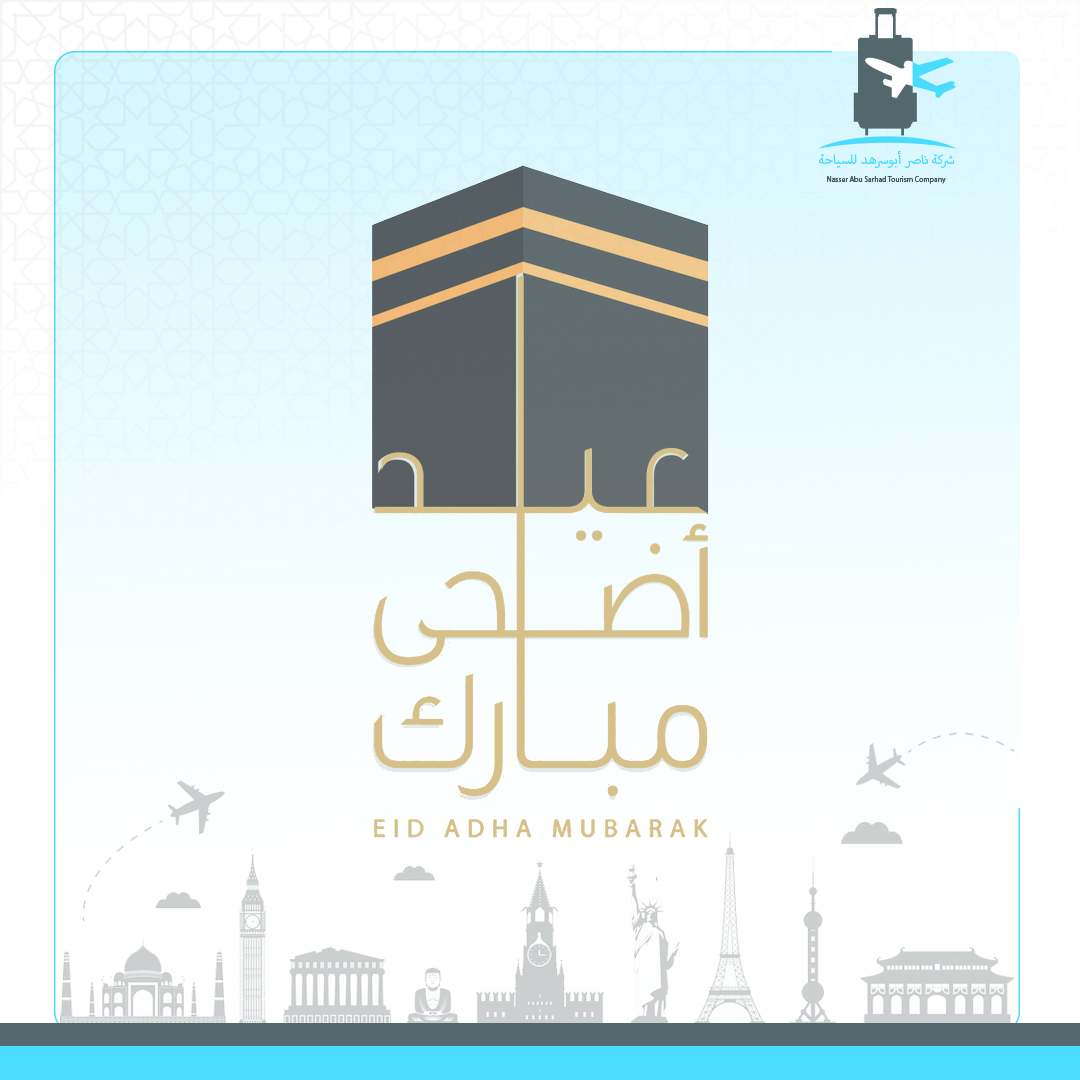 شركة ناصر أبوسرهد للسياحة
Nasser Abu Sarhad Tourism Company
عيد
أضحى
مبارك
EID ADHA MUBARAK